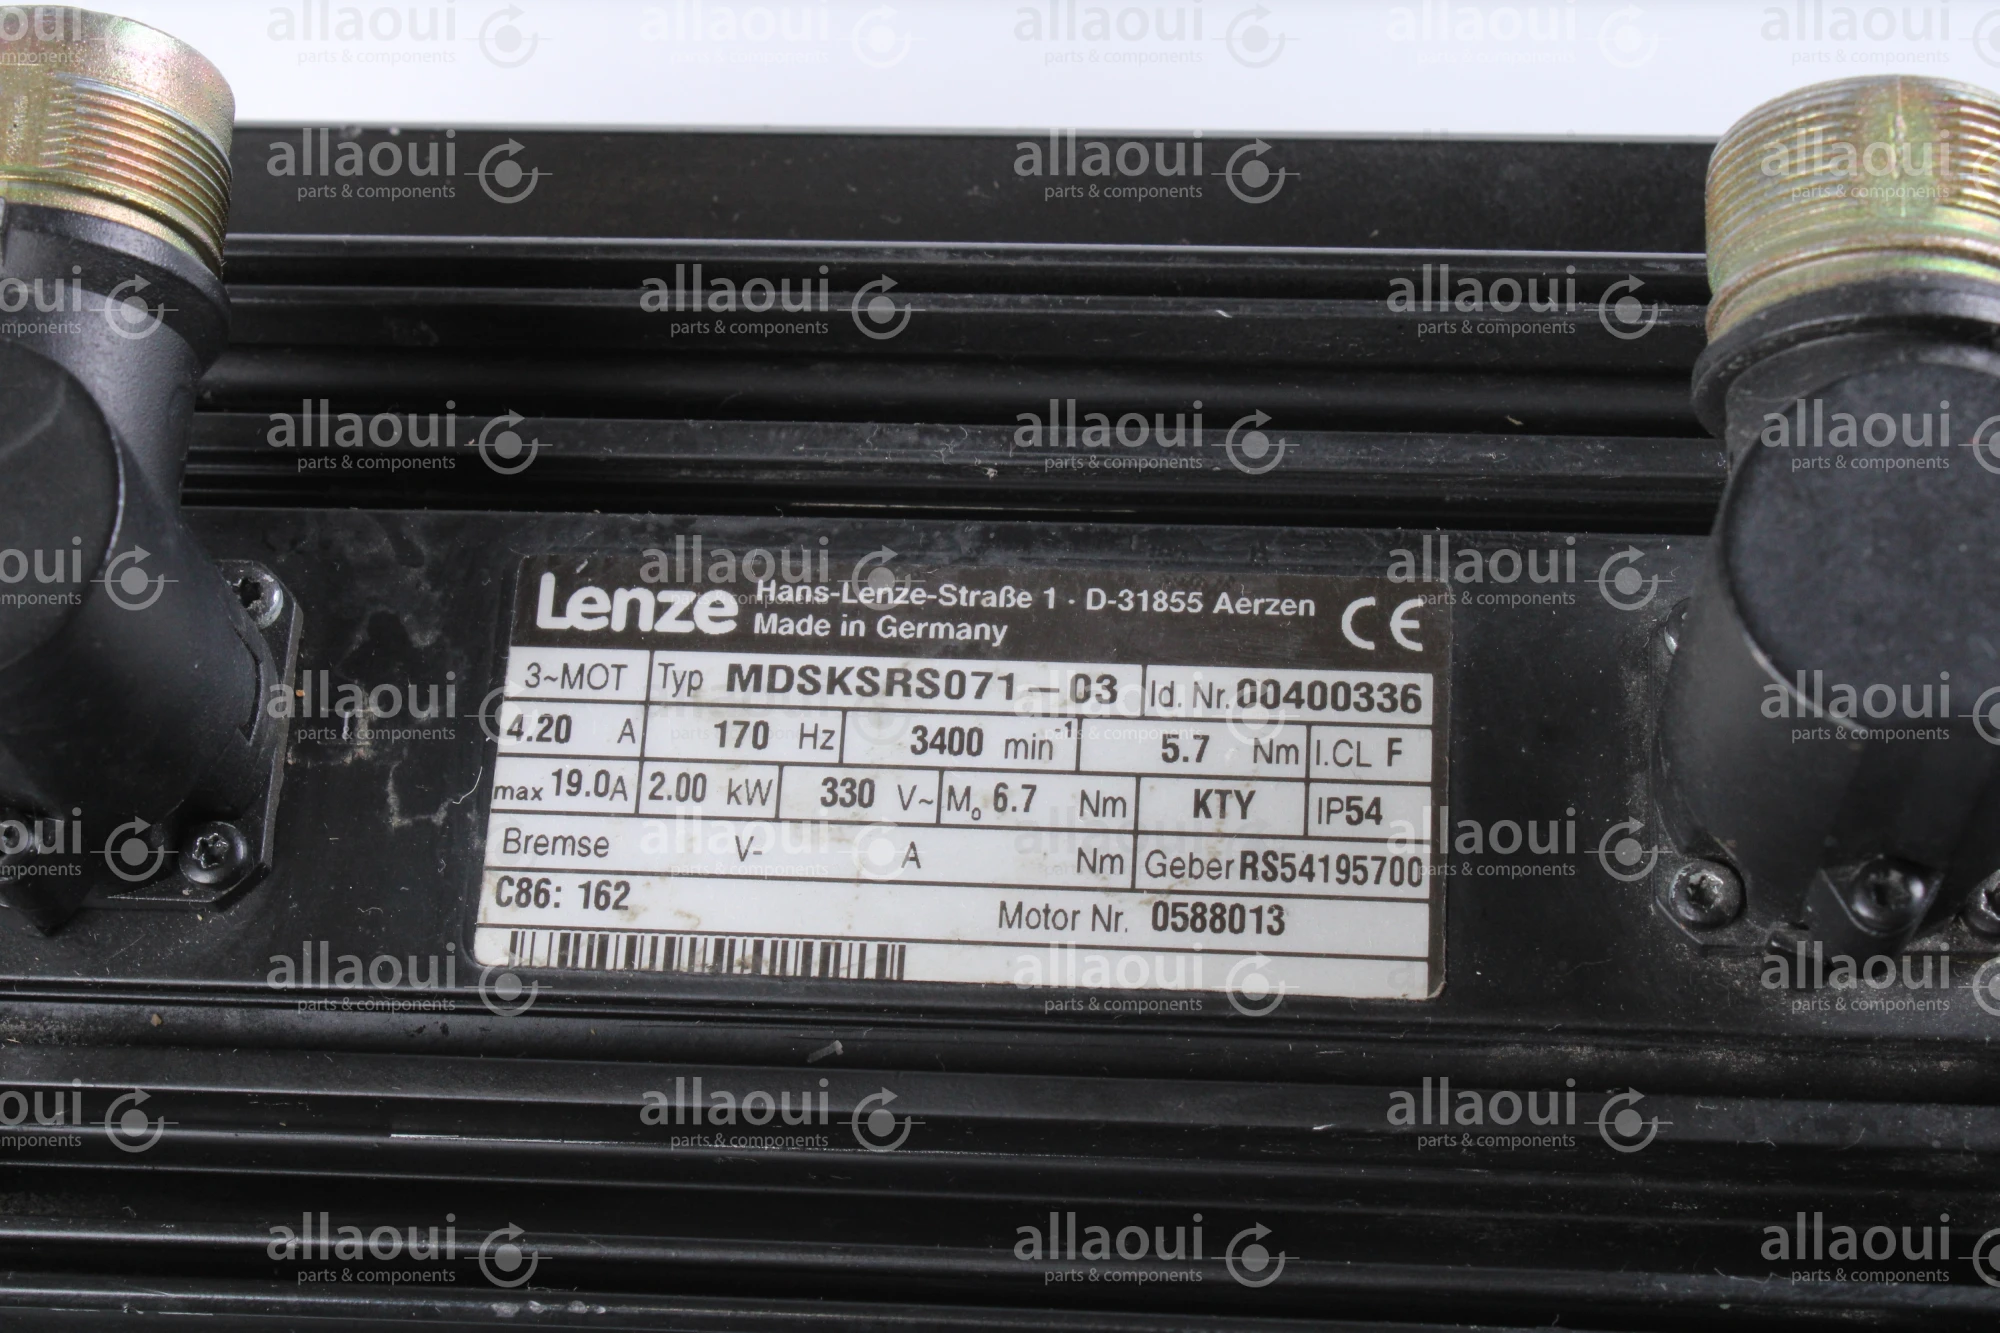 Lenze Hans-Lenze-Straße 1 · D-31855 Aerzen
Made in Germany CE
3~MOT Typ MDSKSRS071-03 Id. Nr. 00400336
4.20 A 170 Hz 3400 min-1 5.7 Nm I.CL F
max 19.0A 2.00 kW 330 V~ Mo 6.7 Nm KTY IP54
Bremse V- A Nm Geber RS54195700
C86: 162 Motor Nr. 0588013
allaoui
parts & components